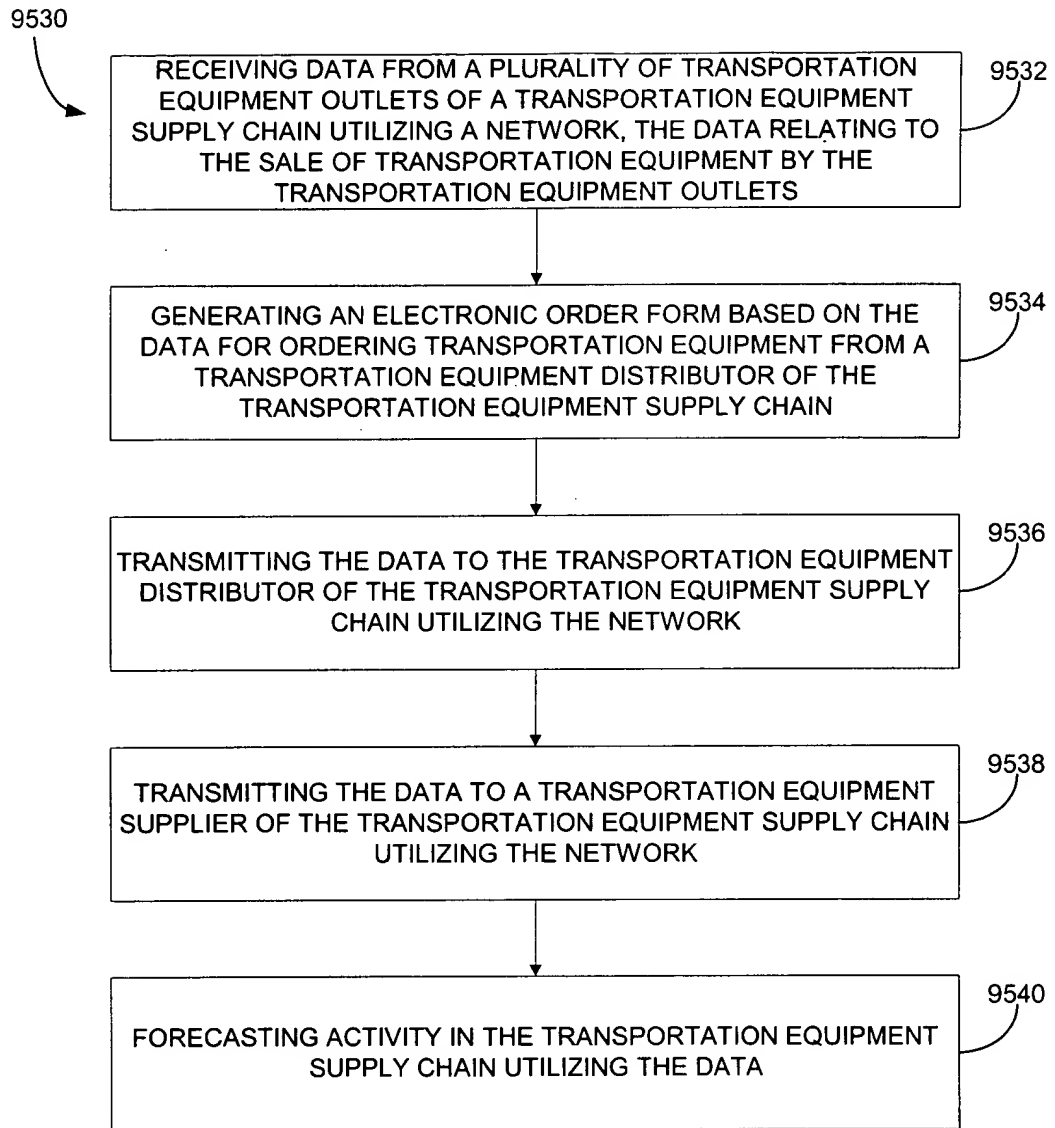 9530
RECEIVING DATA FROM A PLURALITY OF TRANSPORTATION
EQUIPMENT OUTLETS OF A TRANSPORTATION EQUIPMENT
SUPPLY CHAIN UTILIZING A NETWORK, THE DATA RELATING TO
THE SALE OF TRANSPORTATION EQUIPMENT BY THE
TRANSPORTATION EQUIPMENT OUTLETS
9532
GENERATING AN ELECTRONIC ORDER FORM BASED ON THE
DATA FOR ORDERING TRANSPORTATION EQUIPMENT FROM A
TRANSPORTATION EQUIPMENT DISTRIBUTOR OF THE
TRANSPORTATION EQUIPMENT SUPPLY CHAIN
9534
TRANSMITTING THE DATA TO THE TRANSPORTATION EQUIPMENT
DISTRIBUTOR OF THE TRANSPORTATION EQUIPMENT SUPPLY
CHAIN UTILIZING THE NETWORK
9536
TRANSMITTING THE DATA TO A TRANSPORTATION EQUIPMENT
SUPPLIER OF THE TRANSPORTATION EQUIPMENT SUPPLY CHAIN
UTILIZING THE NETWORK
9538
FORECASTING ACTIVITY IN THE TRANSPORTATION EQUIPMENT
SUPPLY CHAIN UTILIZING THE DATA
9540